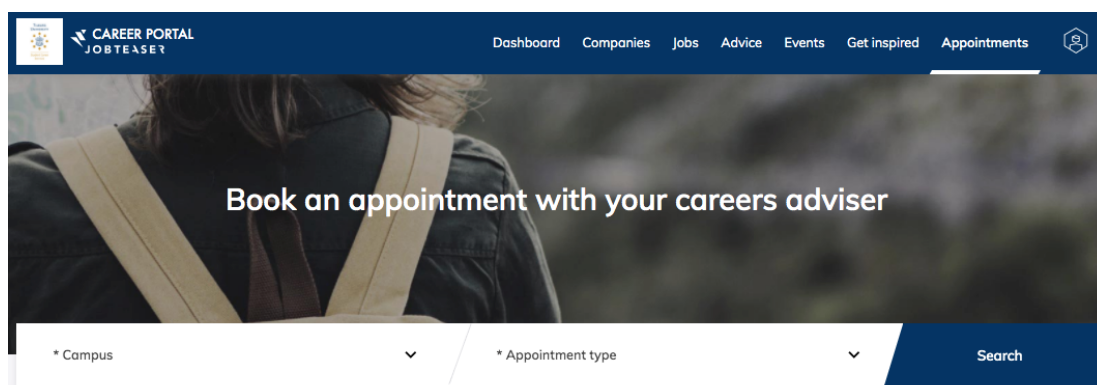 CAREER PORTAL
JOBTEASER
Dashboard Companies Jobs Advice Events Get inspired Appointments
Book an appointment with your careers adviser
* Campus
* Appointment type
Search